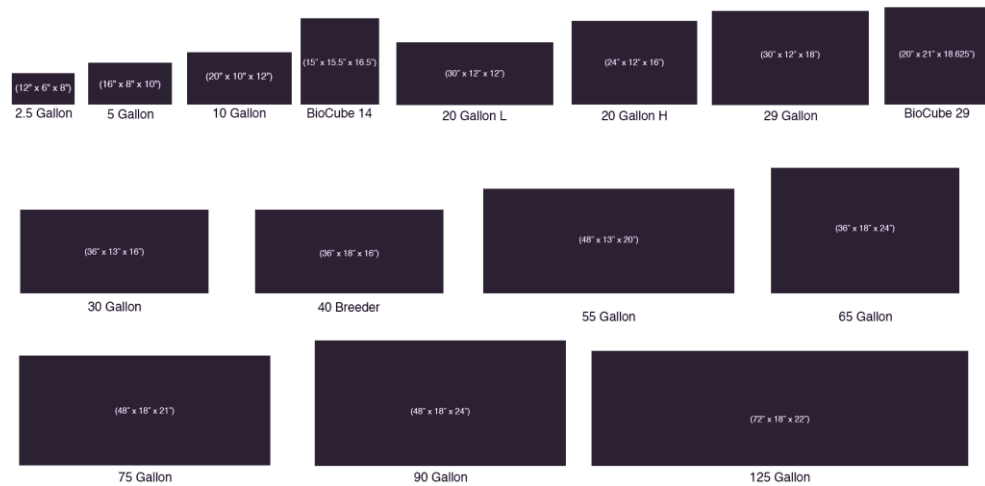 (12" x 6" x 8")
2.5 Gallon
(16" x 8" x 10")
5 Gallon
(20" x 10" x 12")
10 Gallon
(15" x 15.5" x 16.5")
BioCube 14
(30" x 12" x 12")
20 Gallon L
(24" x 12" x 16")
20 Gallon H
(30" x 12" x 18")
29 Gallon
(20" x 21" x 18.625")
BioCube 29
(36" x 13" x 16")
30 Gallon
(36" x 18" x 16")
40 Breeder
(48" x 13" x 20")
55 Gallon
(36" x 18" x 24")
65 Gallon
(48" x 18" x 21")
75 Gallon
(48" x 18" x 24")
90 Gallon
(72" x 18" x 22")
125 Gallon